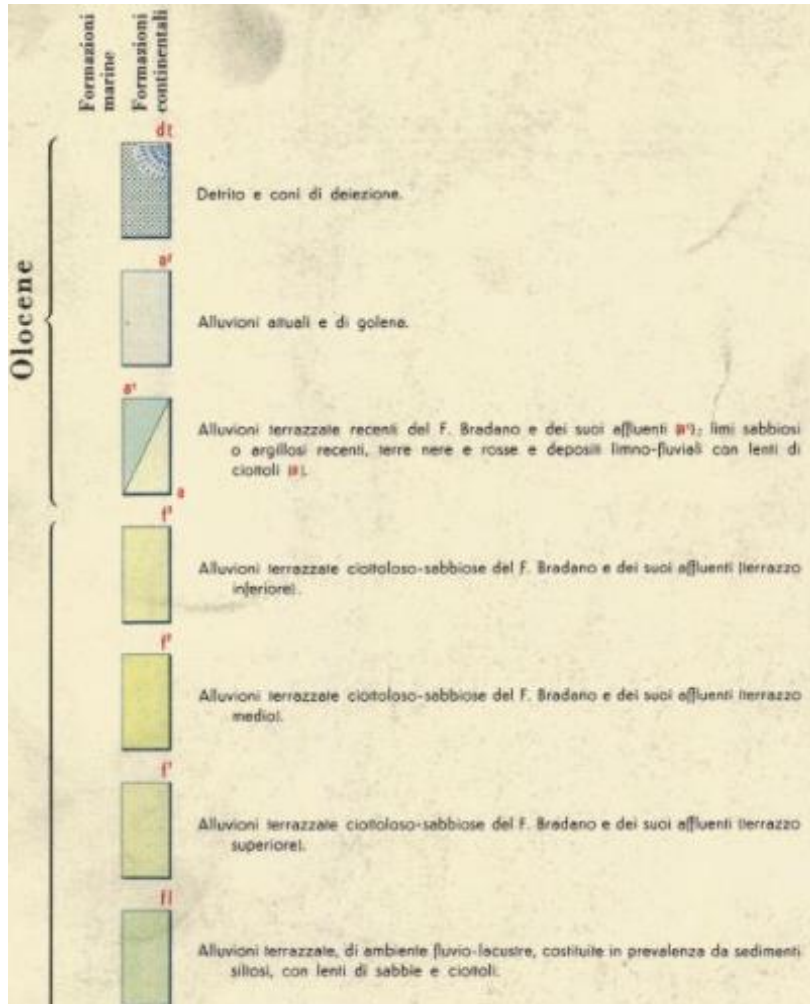 Formazioni
marine
Formazioni
continentali
Olocene
dt
Detrito e coni di deiezione.
a²
Alluvioni attuali e di golena.
a¹
Alluvioni terrazzate recenti del F. Bradano e dei suoi affluenti (a¹); limi sabbiosi
o argillosi recenti, terre nere e rosse e depositi limno-fluviali con lenti di
ciottoli (a).
a
f³
Alluvioni terrazzate ciottoloso-sabbiose del F. Bradano e dei suoi affluenti (terrazzo
inferiore).
f²
Alluvioni terrazzate ciottoloso-sabbiose del F. Bradano e dei suoi affluenti (terrazzo
medio).
f¹
Alluvioni terrazzate ciottoloso-sabbiose del F. Bradano e dei suoi affluenti (terrazzo
superiore).
fl
Alluvioni terrazzate, di ambiente fluvio-lacustre, costituite in prevalenza da sedimenti
siltosi, con lenti di sabbie e ciottoli.